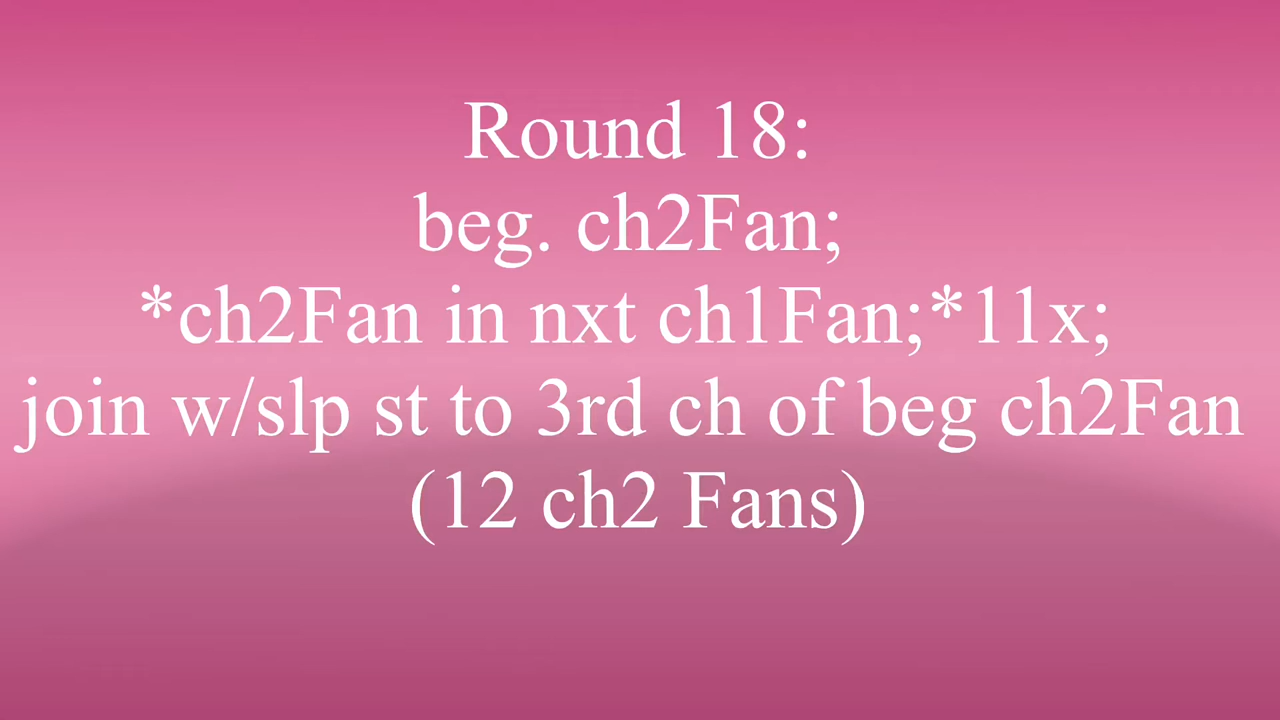 Round 18:
beg. ch2Fan;
*ch2Fan in nxt ch1Fan;*11x;
join w/slp st to 3rd ch of beg ch2Fan
(12 ch2 Fans)